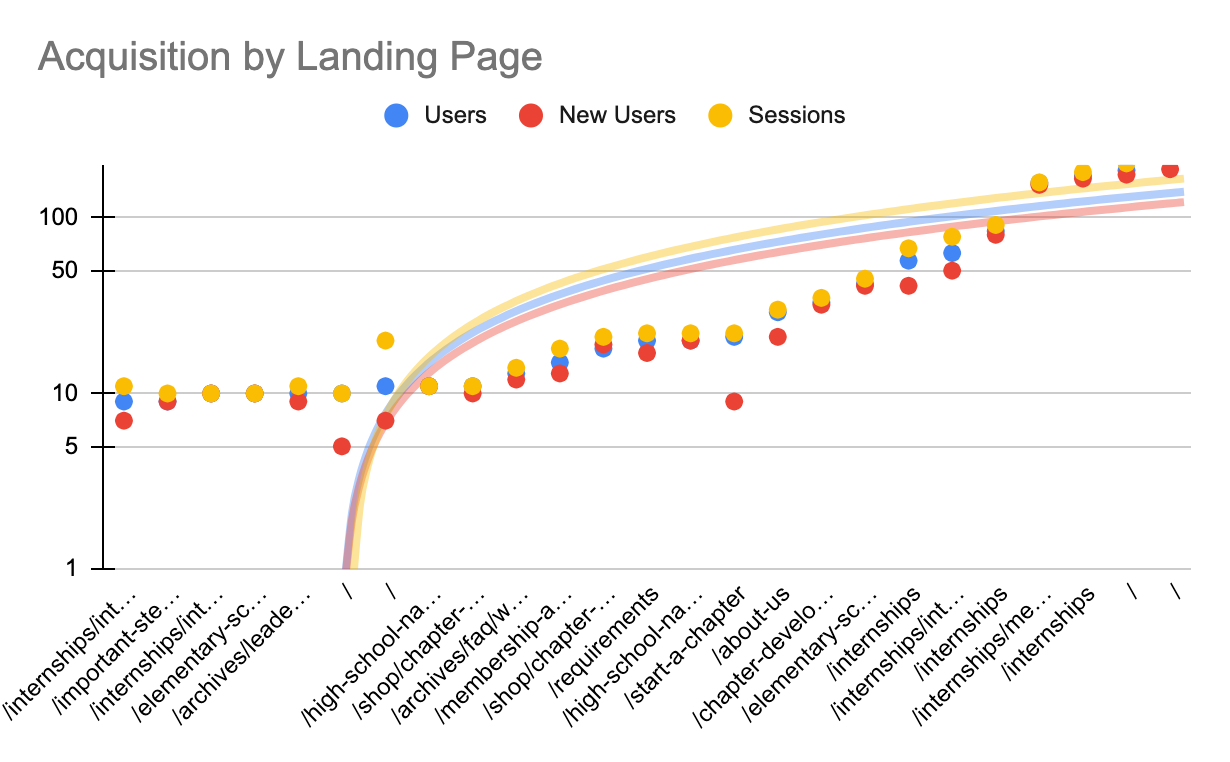 Acquisition by Landing Page
Users
New Users
Sessions
100
50
10
5
1
/internships/int…
/important-ste…
/internships/int…
/elementary-sc…
/archives/leade…
/
/
/high-school-na…
/shop/chapter-…
/archives/faq/w…
/membership-a…
/shop/chapter-…
/requirements
/high-school-na…
/start-a-chapter
/about-us
/chapter-develo…
/elementary-sc…
/internships
/internships/int…
/internships
/internships/me…
/internships
/
/